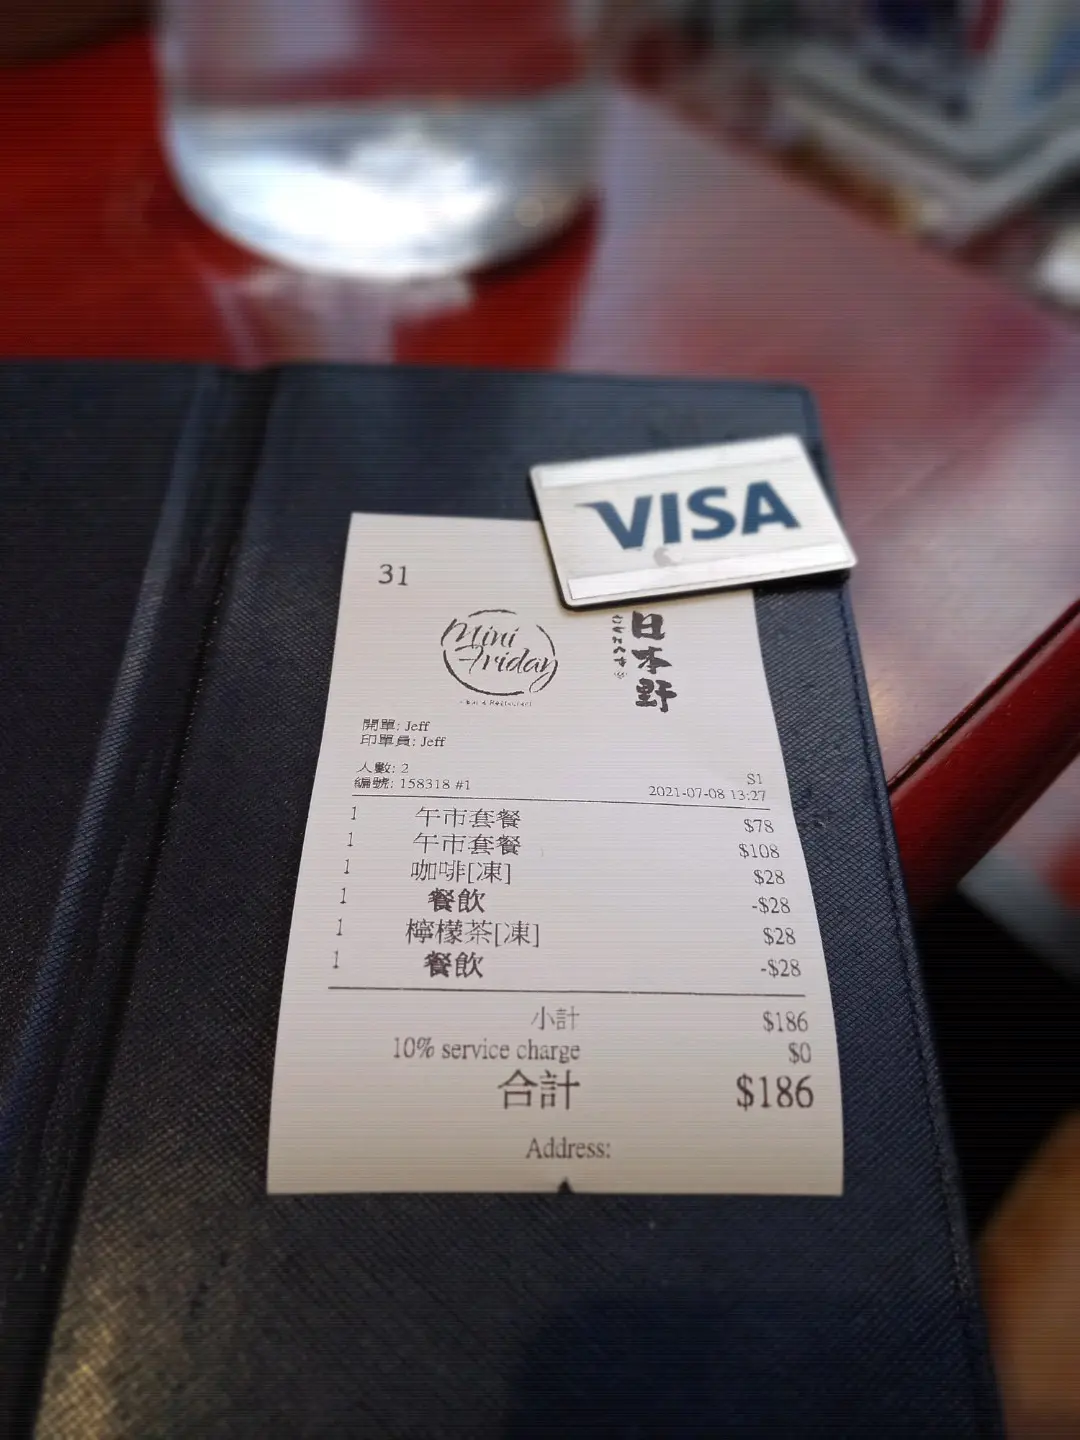 VISA
31
Mini
Friday
日本野
開單: Jeff
印單員: Jeff
人數: 2
編號: 158318 #1
S1
2021-07-08 13:27
1 午市套餐 $78
1 午市套餐 $108
1 咖啡[凍] $28
1 餐飲 -$28
1 檸檬茶[凍] $28
1 餐飲 -$28
小計 $186
10% service charge $0
合計 $186
Address: